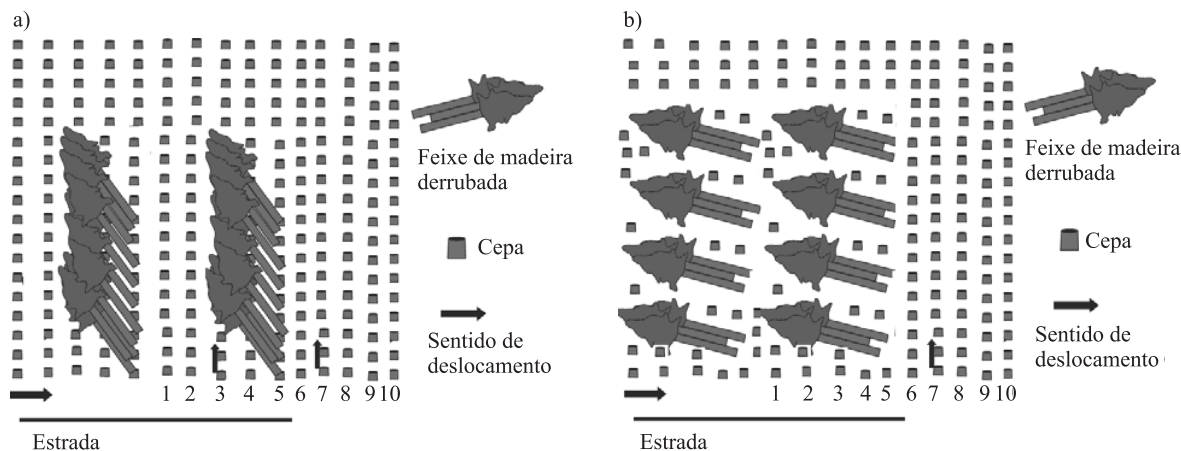 a)
Feixe de madeira
derrubada
Cepa
Sentido de
deslocamento
1 2 3 4 5 6 7 8 9 10
Estrada
b)
Feixe de madeira
derrubada
Cepa
Sentido de
deslocamento
1 2 3 4 5 6 7 8 9 10
Estrada